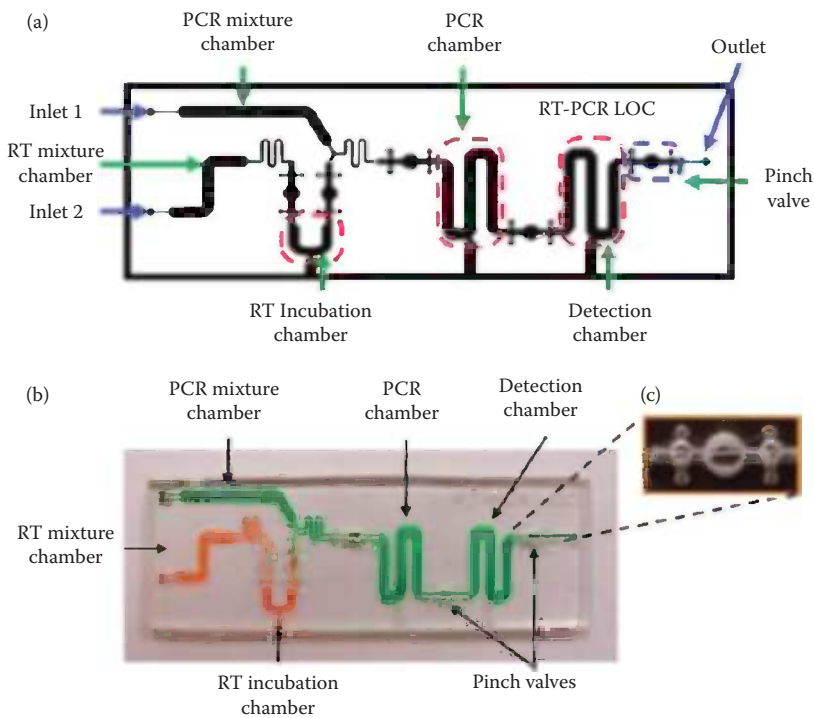 (a)
PCR mixture
chamber
PCR
chamber
Outlet
Inlet 1
RT-PCR LOC
RT mixture
chamber
Inlet 2
Pinch
valve
RT Incubation
chamber
Detection
chamber
(b)
PCR mixture
chamber
PCR
chamber
Detection
chamber
(c)
RT mixture
chamber
RT incubation
chamber
Pinch valves